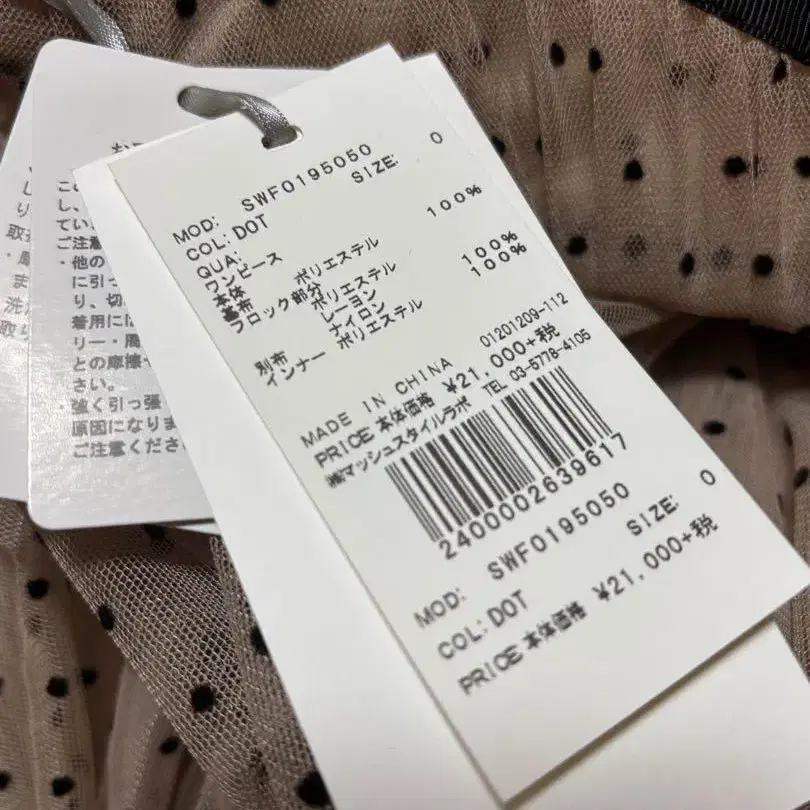 MOD: SWF0195050
COL: DOT SIZE: 0
QUA:
ワンピース
本体 ポリエステル 100%
基布 ポリエステル 100%
フロック部分 レーヨン 100%
別布 ナイロン
インナー ポリエステル
01201209-112
MADE IN CHINA
PRICE 本体価格 ¥21,000+税
㈱マッシュスタイルラボ TEL 03-5778-4105
2400002639617
MOD: SWF0195050
COL: DOT SIZE: 0
PRICE 本体価格 ¥21,000+税
ご注意
・他の
に引っ
り、切
着用には
リー・
との摩擦
さい。
・強く引っ張
原因になりま
ご注意くださ